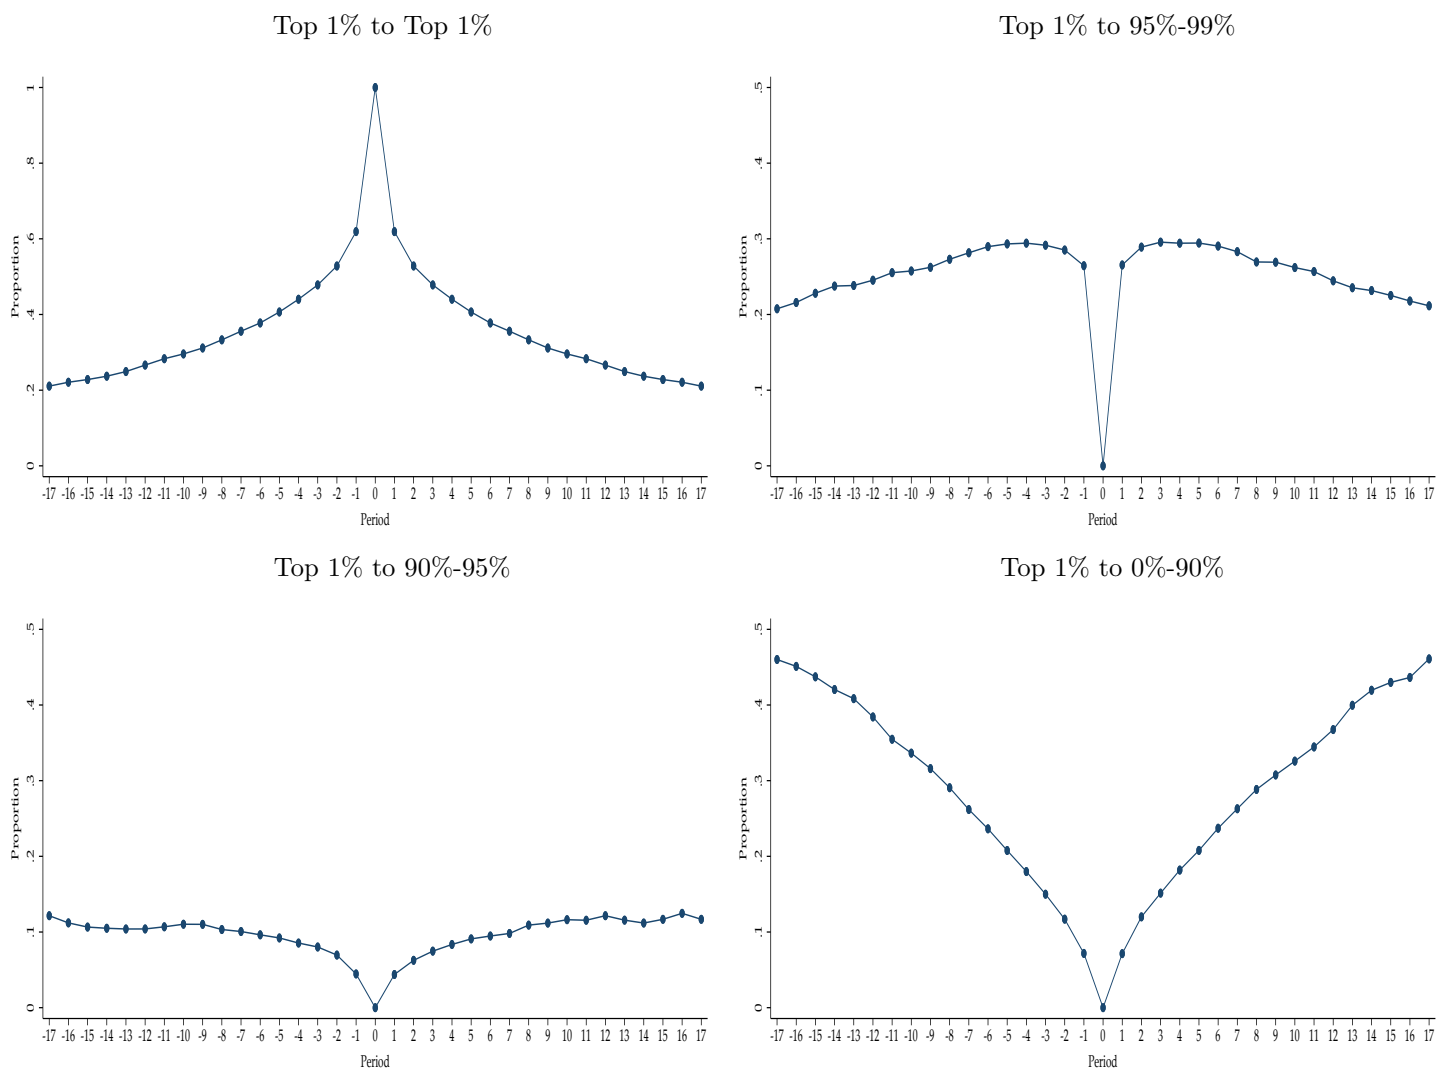 Top 1% to Top 1%
Proportion
0 .2 .4 .6 .8 1
-17 -16 -15 -14 -13 -12 -11 -10 -9 -8 -7 -6 -5 -4 -3 -2 -1 0 1 2 3 4 5 6 7 8 9 10 11 12 13 14 15 16 17
Period
Top 1% to 95%-99%
Proportion
0 .1 .2 .3 .4 .5
-17 -16 -15 -14 -13 -12 -11 -10 -9 -8 -7 -6 -5 -4 -3 -2 -1 0 1 2 3 4 5 6 7 8 9 10 11 12 13 14 15 16 17
Period
Top 1% to 90%-95%
Proportion
0 .1 .2 .3 .4 .5
-17 -16 -15 -14 -13 -12 -11 -10 -9 -8 -7 -6 -5 -4 -3 -2 -1 0 1 2 3 4 5 6 7 8 9 10 11 12 13 14 15 16 17
Period
Top 1% to 0%-90%
Proportion
0 .1 .2 .3 .4 .5
-17 -16 -15 -14 -13 -12 -11 -10 -9 -8 -7 -6 -5 -4 -3 -2 -1 0 1 2 3 4 5 6 7 8 9 10 11 12 13 14 15 16 17
Period